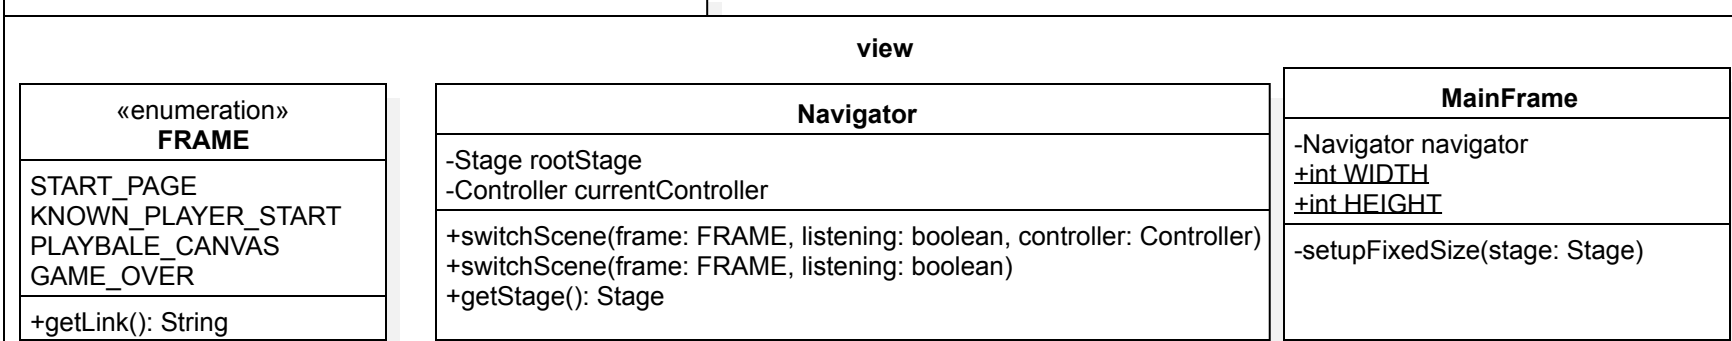 view
«enumeration»
FRAME
START_PAGE
KNOWN_PLAYER_START
PLAYBALE_CANVAS
GAME_OVER
+getLink(): String
Navigator
-Stage rootStage
-Controller currentController
+switchScene(frame: FRAME, listening: boolean, controller: Controller)
+switchScene(frame: FRAME, listening: boolean)
+getStage(): Stage
MainFrame
-Navigator navigator
+int WIDTH
+int HEIGHT
-setupFixedSize(stage: Stage)